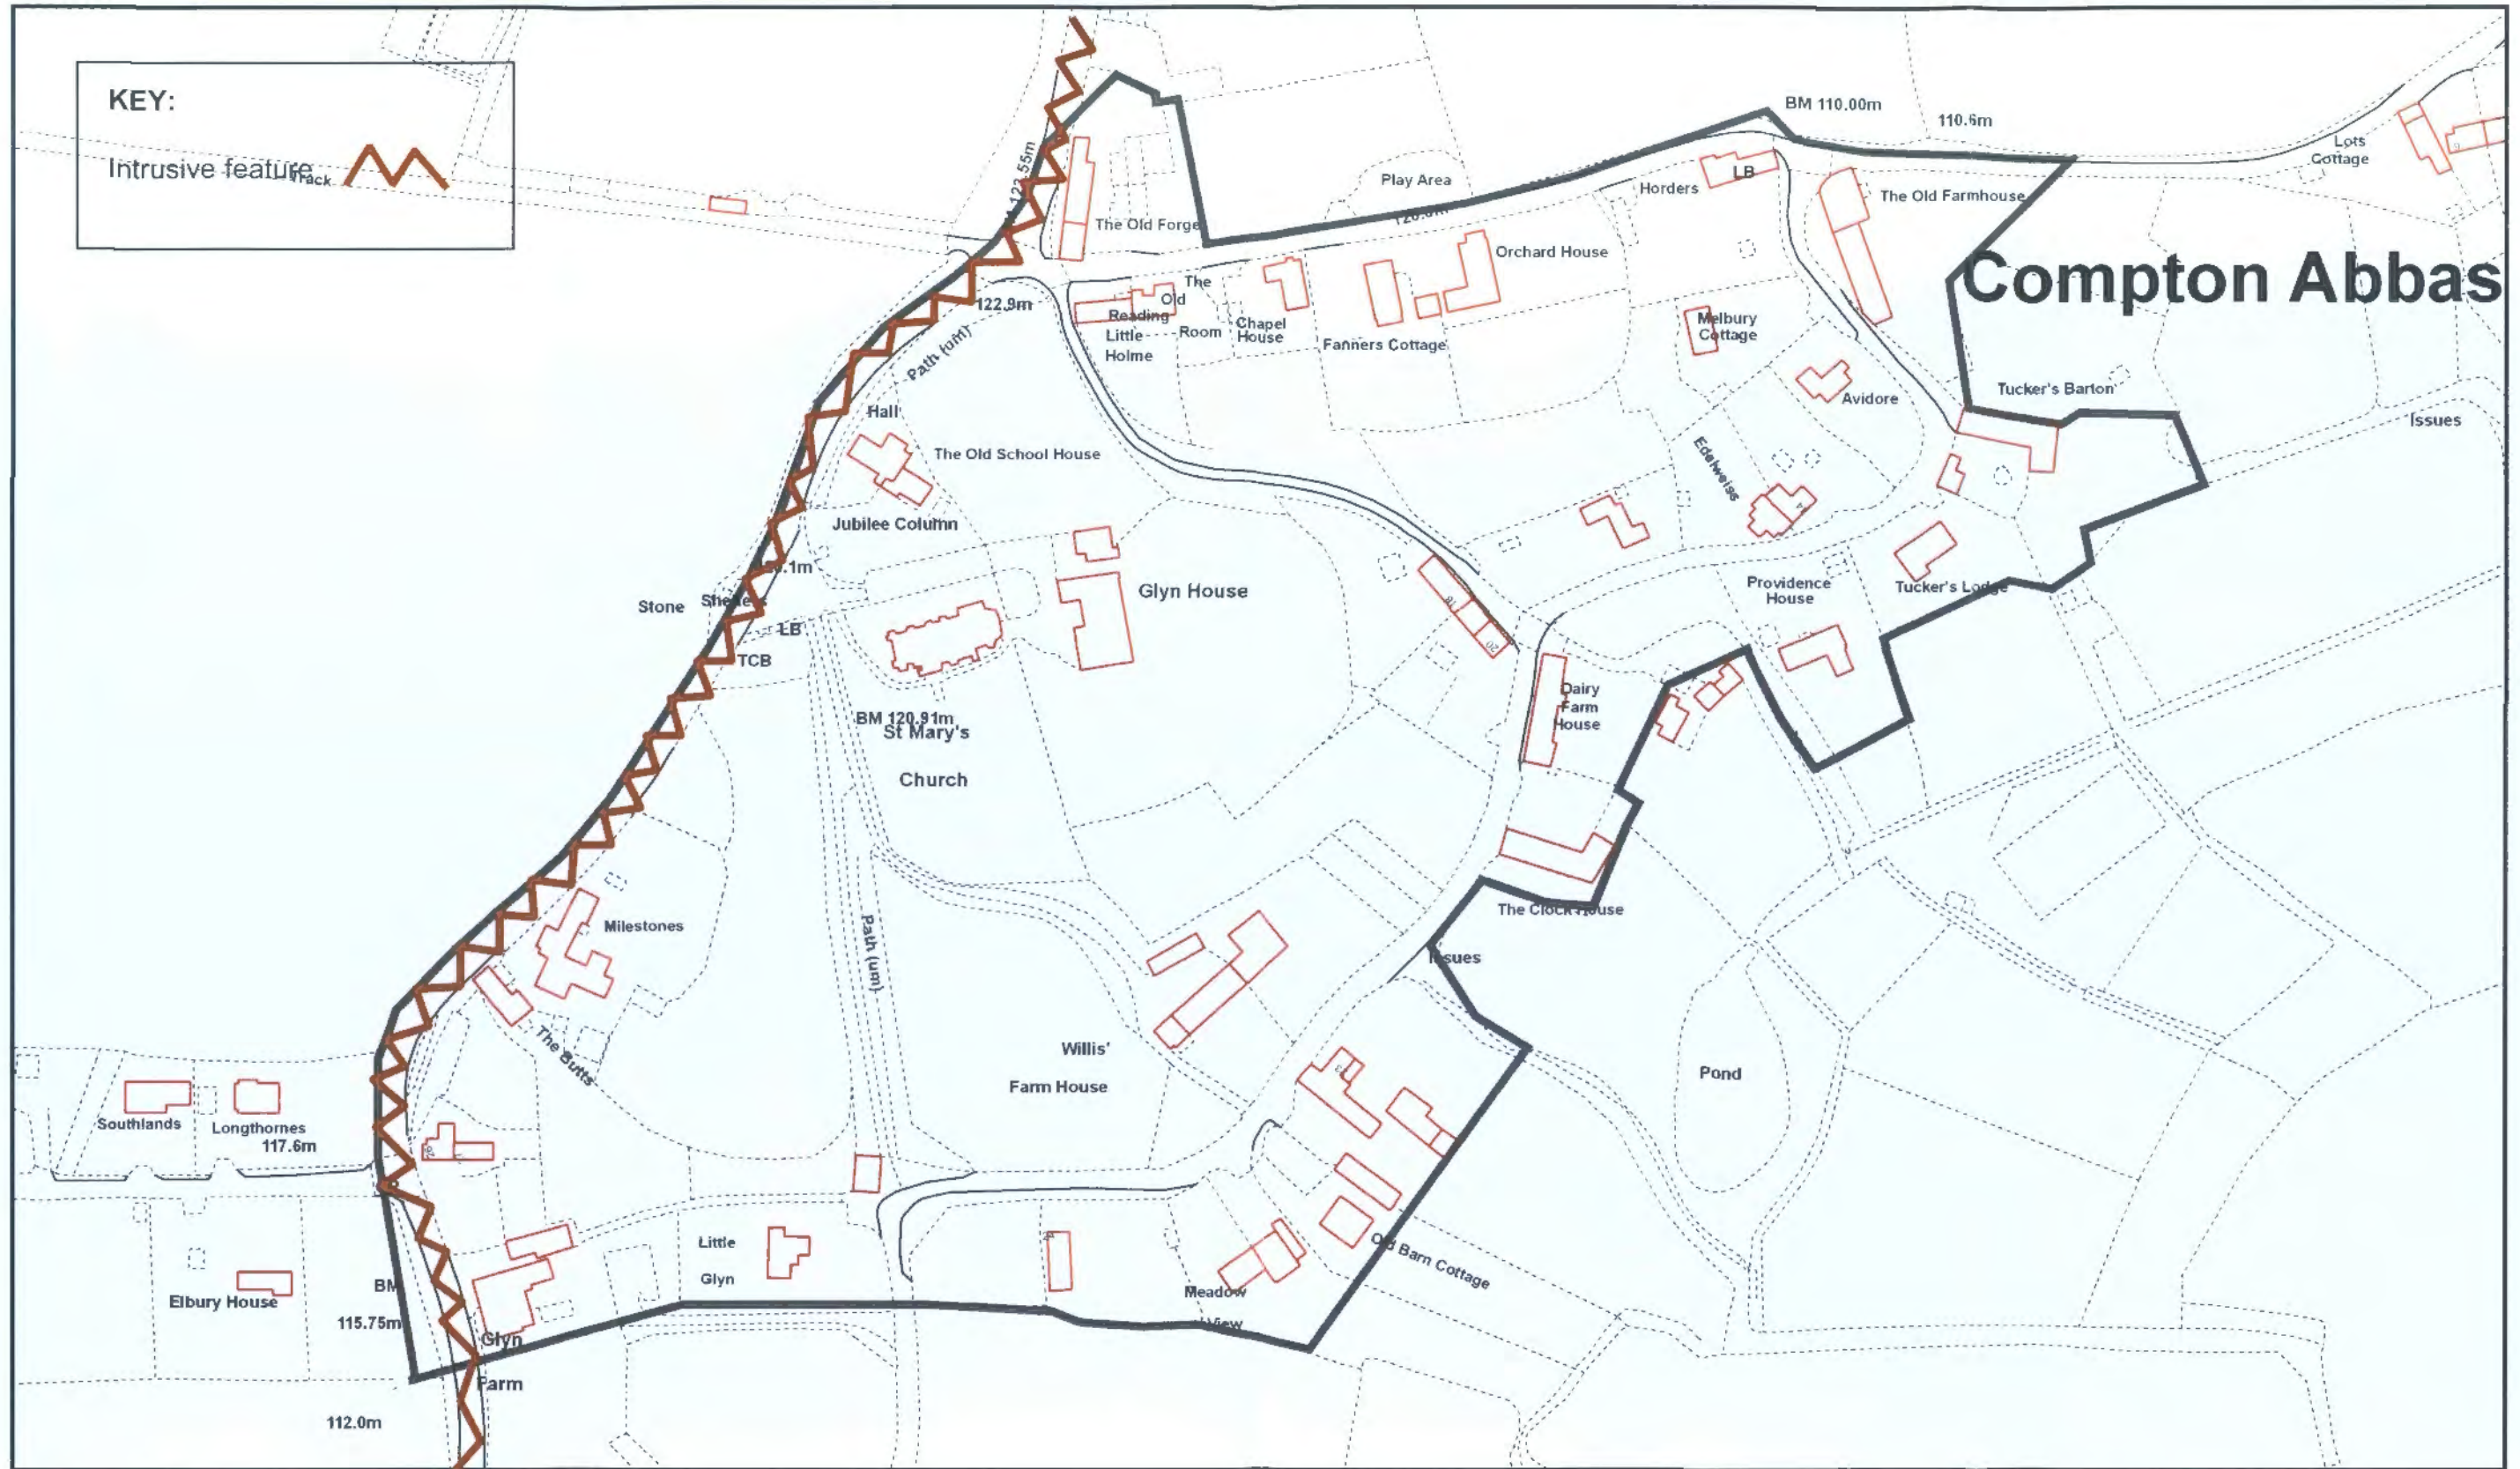 KEY:
Intrusive feature
Track
BM 110.00m
110.6m
Lots
Cottage
Play Area
Horders
LB
The Old Farmhouse
The Old Forge
Orchard House
Compton Abbas
122.9m
The
Old
Reading
Room
Little
Holme
Chapel
House
Fanners Cottage
Melbury
Cottage
Path (um)
Hall
Avidore
Tucker's Barton
Issues
The Old School House
Edelweiss
Jubilee Column
Glyn House
Providence
House
Tucker's Lodge
Stone
LB
TCB
18
20
Dairy
Farm
House
BM 120.91m
St Mary's
Church
The Clock House
Milestones
Path (um)
Issues
The Butts
Willis'
Farm House
Pond
Southlands
Longthornes
117.6m
Little
Glyn
Old Barn Cottage
Elbury House
BM
115.75m
Meadow
View
Glyn
Farm
112.0m